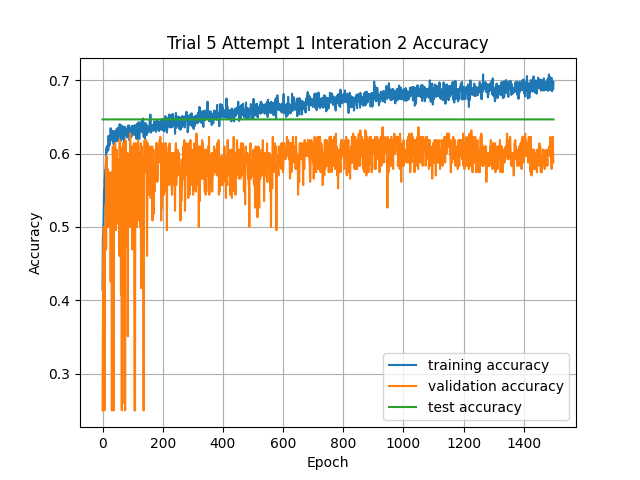 Trial 5 Attempt 1 Interation 2 Accuracy
0.7
0.6
0.5
0.4
0.3
Accuracy
training accuracy
validation accuracy
test accuracy
0 200 400 600 800 1000 1200 1400
Epoch